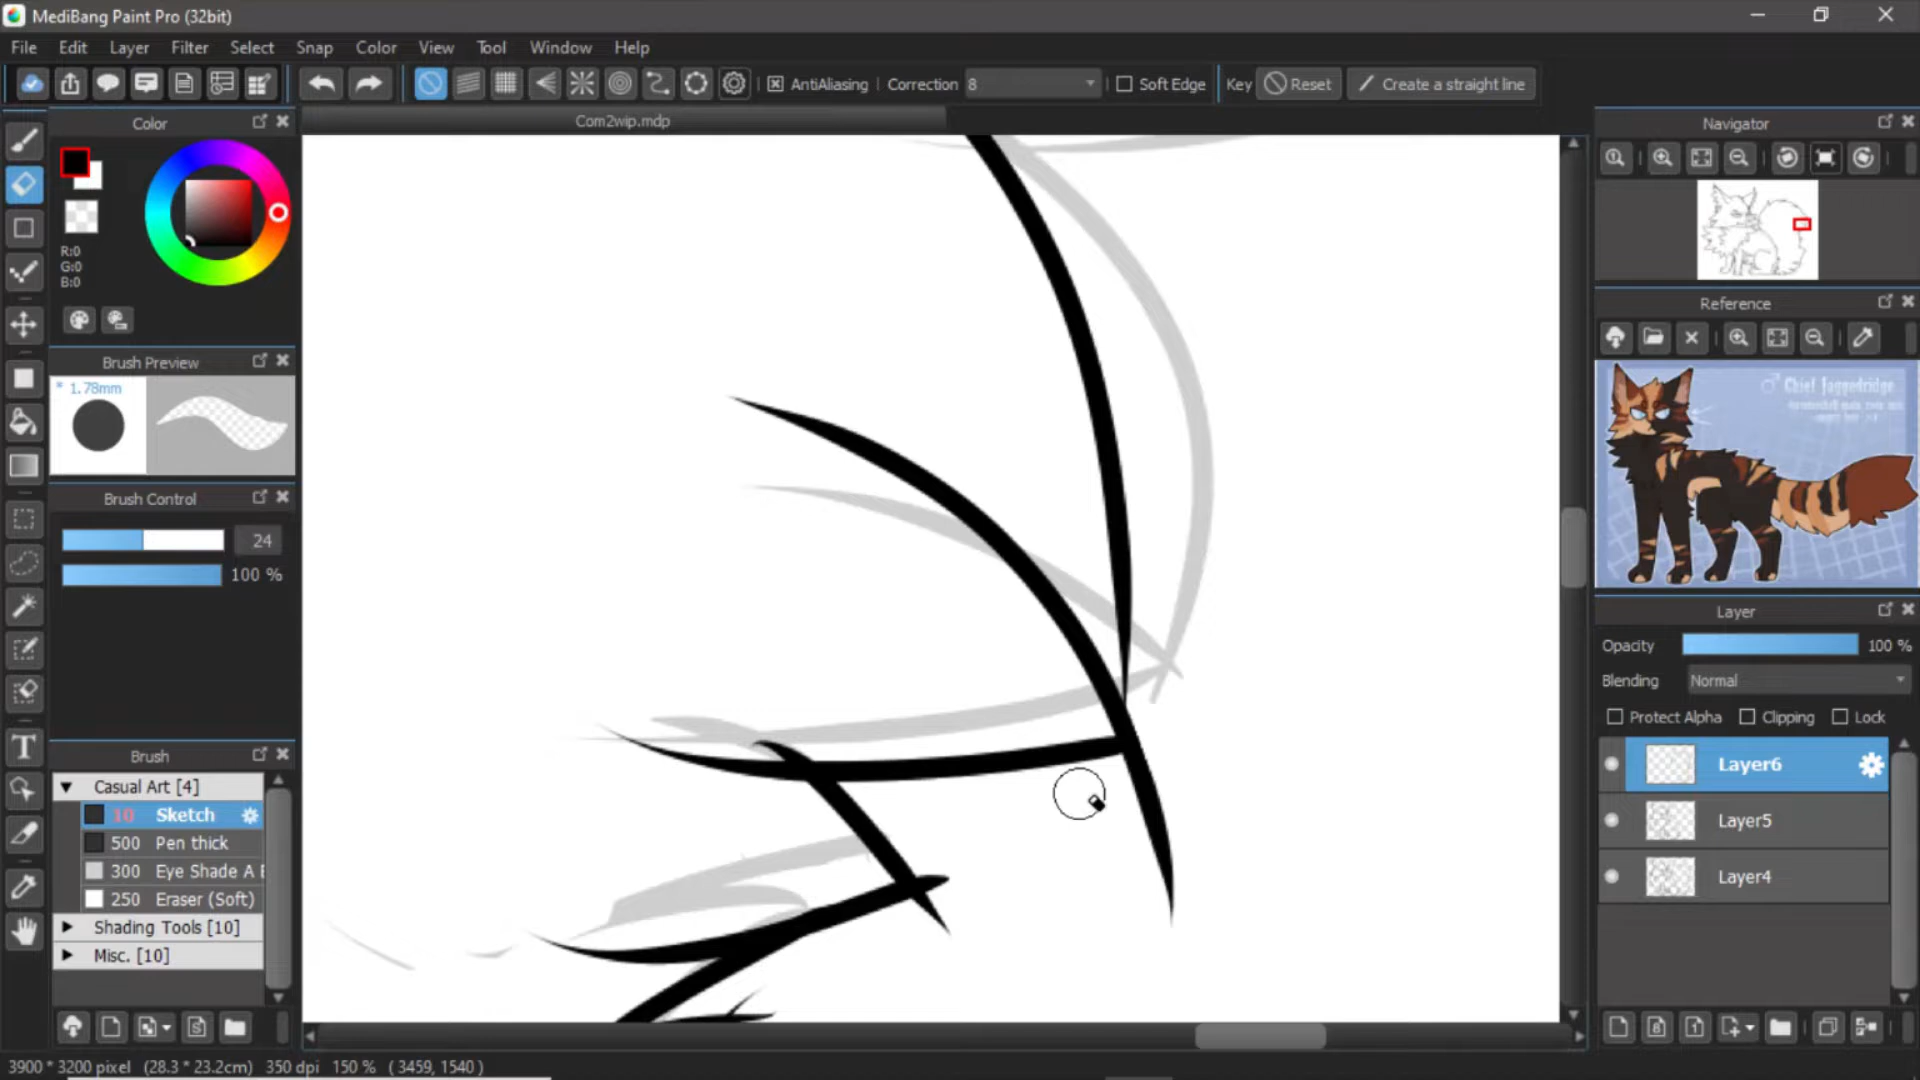 MediBang Paint Pro (32bit)
File Edit Layer Filter Select Snap Color View Tool Window Help
AntiAliasing Correction 8 Soft Edge Key Reset Create a straight line
Color
Com2wip.mdp
Navigator
R:0
G:0
B:0
Brush Preview
* 1.78mm
Reference
Chief Jaggedridge
Brush Control
24
100 %
Layer
Opacity 100 %
Blending Normal
Protect Alpha Clipping Lock
Brush
Casual Art [4]
10 Sketch
500 Pen thick
300 Eye Shade A
250 Eraser (Soft)
Shading Tools [10]
Misc. [10]
Layer6
Layer5
Layer4
3900 * 3200 pixel (28.3 * 23.2cm) 350 dpi 150 % ( 3459, 1540 )